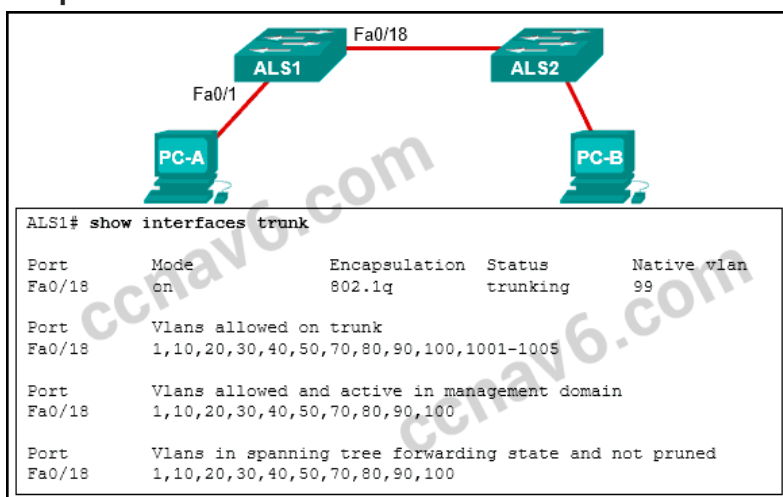 Fa0/18
ALS1
ALS2
Fa0/1
PC-A
PC-B
ccnav6.com
ALS1# show interfaces trunk
Port Mode Encapsulation Status Native vlan
Fa0/18 on 802.1q trunking 99
Port Vlans allowed on trunk
Fa0/18 1,10,20,30,40,50,70,80,90,100,1001-1005
Port Vlans allowed and active in management domain
Fa0/18 1,10,20,30,40,50,70,80,90,100
Port Vlans in spanning tree forwarding state and not pruned
Fa0/18 1,10,20,30,40,50,70,80,90,100
ccnav6.com